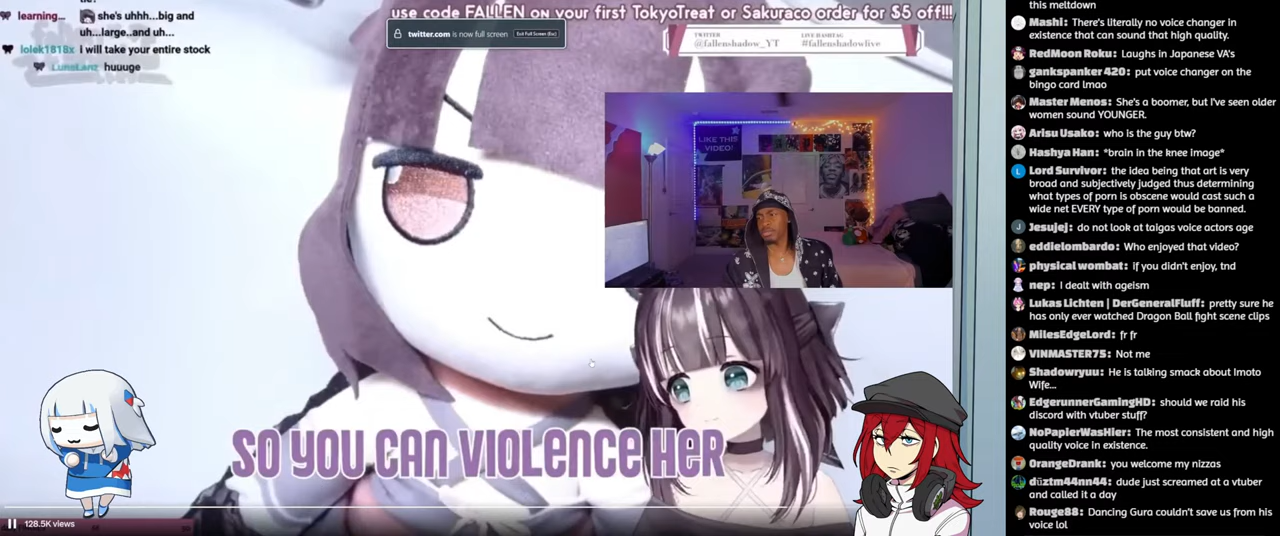 learning... she's uhhh...big and
uh...large..and uh...
lolek1818x i will take your entire stock
LuneLanz huuuge
use code FALLEN on your first TokyoTreat or Sakuraco order for $5 off!!!
twitter.com is now full screen Exit Full Screen (Esc)
TWITTER
@fallenshadow_YT
LIVE HASHTAG
#fallenshadowlive
LIKE THIS
VIDEO!
SO YOU CAN VIOLENCE HER
128.5K views
this meltdown
Mashi: There's literally no voice changer in
existence that can sound that high quality.
RedMoon Roku: Laughs in Japanese VA's
gankspanker 420: put voice changer on the
bingo card lmao
Master Menos: She's a boomer, but I've seen older
women sound YOUNGER.
Arisu Usako: who is the guy btw?
Hashya Han: *brain in the knee image*
Lord Survivor: the idea being that art is very
broad and subjectively judged thus determining
what types of porn is obscene would cast such a
wide net EVERY type of porn would be banned.
Jesujej: do not look at taigas voice actors age
eddielombardo: Who enjoyed that video?
physical wombat: if you didn't enjoy, tnd
nep: I dealt with ageism
Lukas Lichten | DerGeneralFluff: pretty sure he
has only ever watched Dragon Ball fight scene clips
MilesEdgeLord: fr fr
VINMASTER75: Not me
Shadowryuu: He is talking smack about Imoto
Wife...
EdgerunnerGamingHD: should we raid his
discord with vtuber stuff?
NoPapierWasHier: The most consistent and high
quality voice in existence.
OrangeDrank: you welcome my nizzas
düztm44nn44: dude just screamed at a vtuber
and called it a day
Rouge88: Dancing Gura couldn't save us from his
voice lol